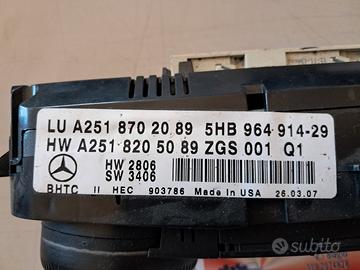 LU A251 870 20 89 5HB 964 914-29
HW A251 820 50 89 ZGS 001 Q1
HW 2806
SW 3406
BHTC II HEC 903786 Made in USA 26.03.07
subito